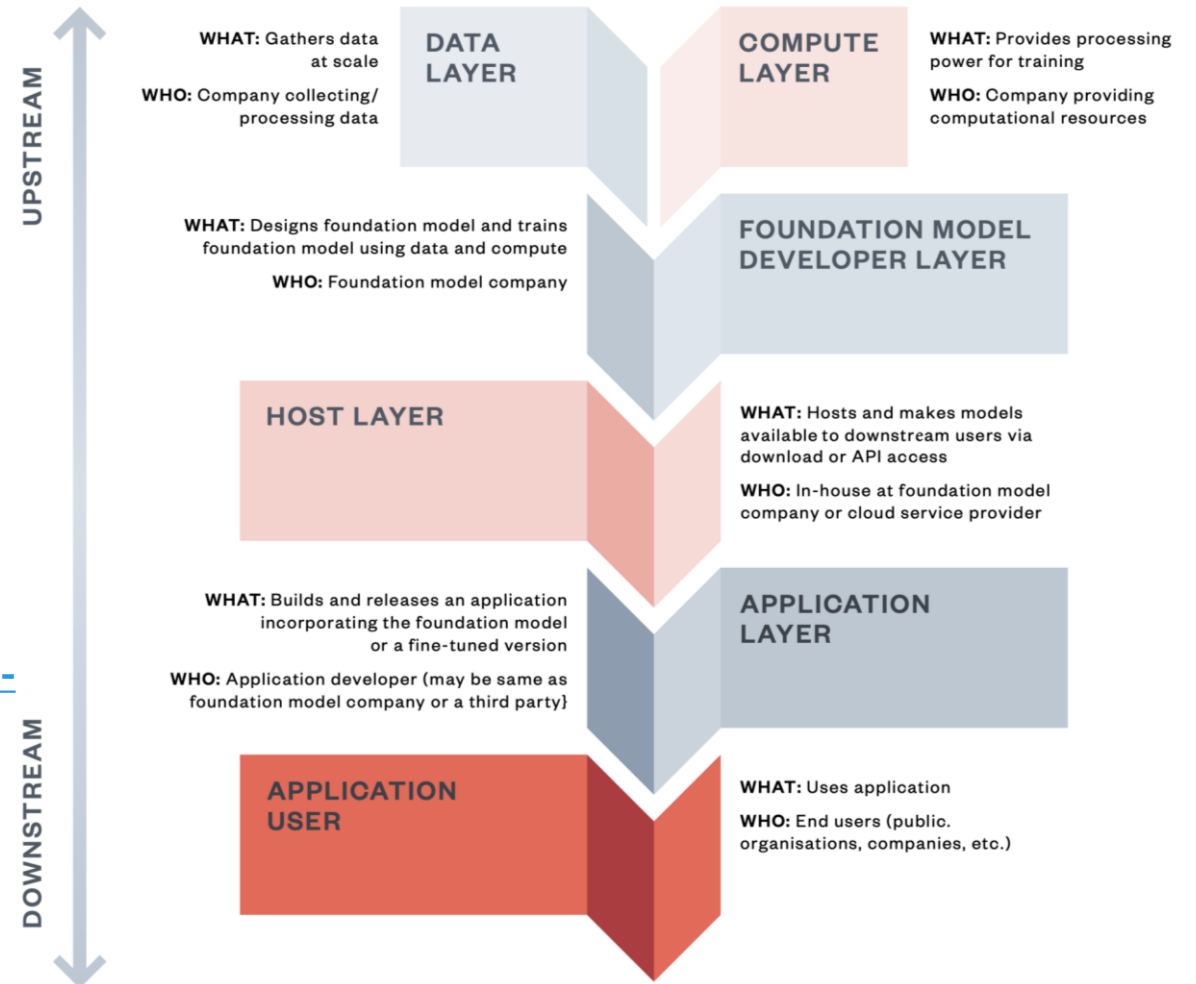 UPSTREAM
WHAT: Gathers data
at scale
WHO: Company collecting/
processing data
DATA
LAYER
COMPUTE
LAYER
WHAT: Provides processing
power for training
WHO: Company providing
computational resources
WHAT: Designs foundation model and trains
foundation model using data and compute
WHO: Foundation model company
FOUNDATION MODEL
DEVELOPER LAYER
HOST LAYER
WHAT: Hosts and makes models
available to downstream users via
download or API access
WHO: In-house at foundation model
company or cloud service provider
WHAT: Builds and releases an application
incorporating the foundation model
or a fine-tuned version
WHO: Application developer (may be same as
foundation model company or a third party}
APPLICATION
LAYER
DOWNSTREAM
APPLICATION
USER
WHAT: Uses application
WHO: End users (public.
organisations, companies, etc.)